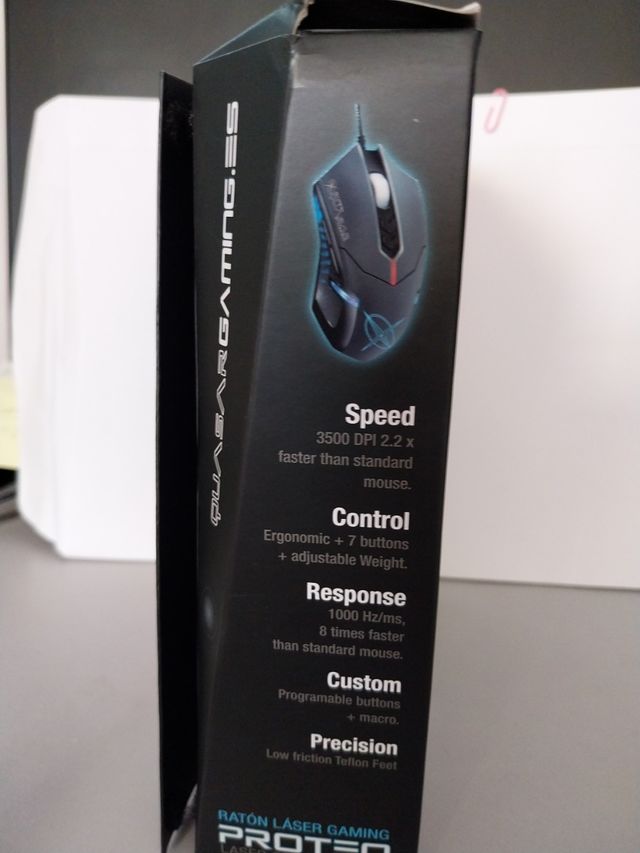 QUASARGAMING.ES
Speed
3500 DPI 2.2 x
faster than standard
mouse.
Control
Ergonomic + 7 buttons
+ adjustable Weight.
Response
1000 Hz/ms,
8 times faster
than standard mouse.
Custom
Programable buttons
+ macro.
Precision
Low friction Teflon Feet
RATÓN LÁSER GAMING
PROTEO